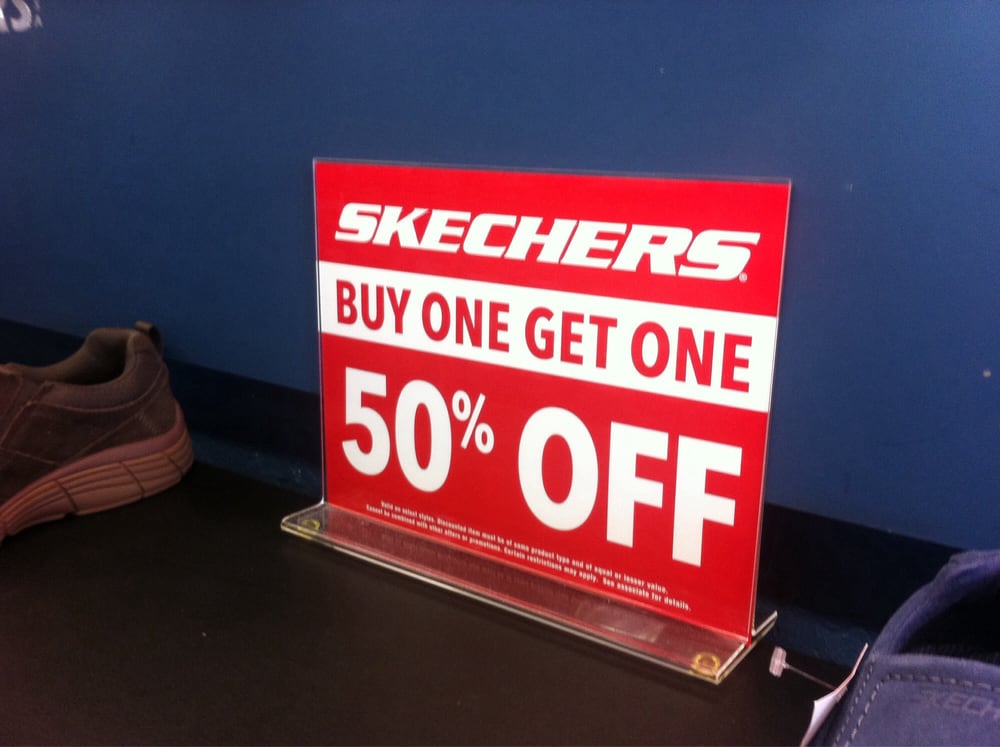 SKECHERS®
BUY ONE GET ONE
50% OFF
Valid on select styles. Discounted item must be of same product type and of equal or lesser value.
Cannot be combined with other offers or promotions. Certain restrictions may apply. See associate for details.
SKECH